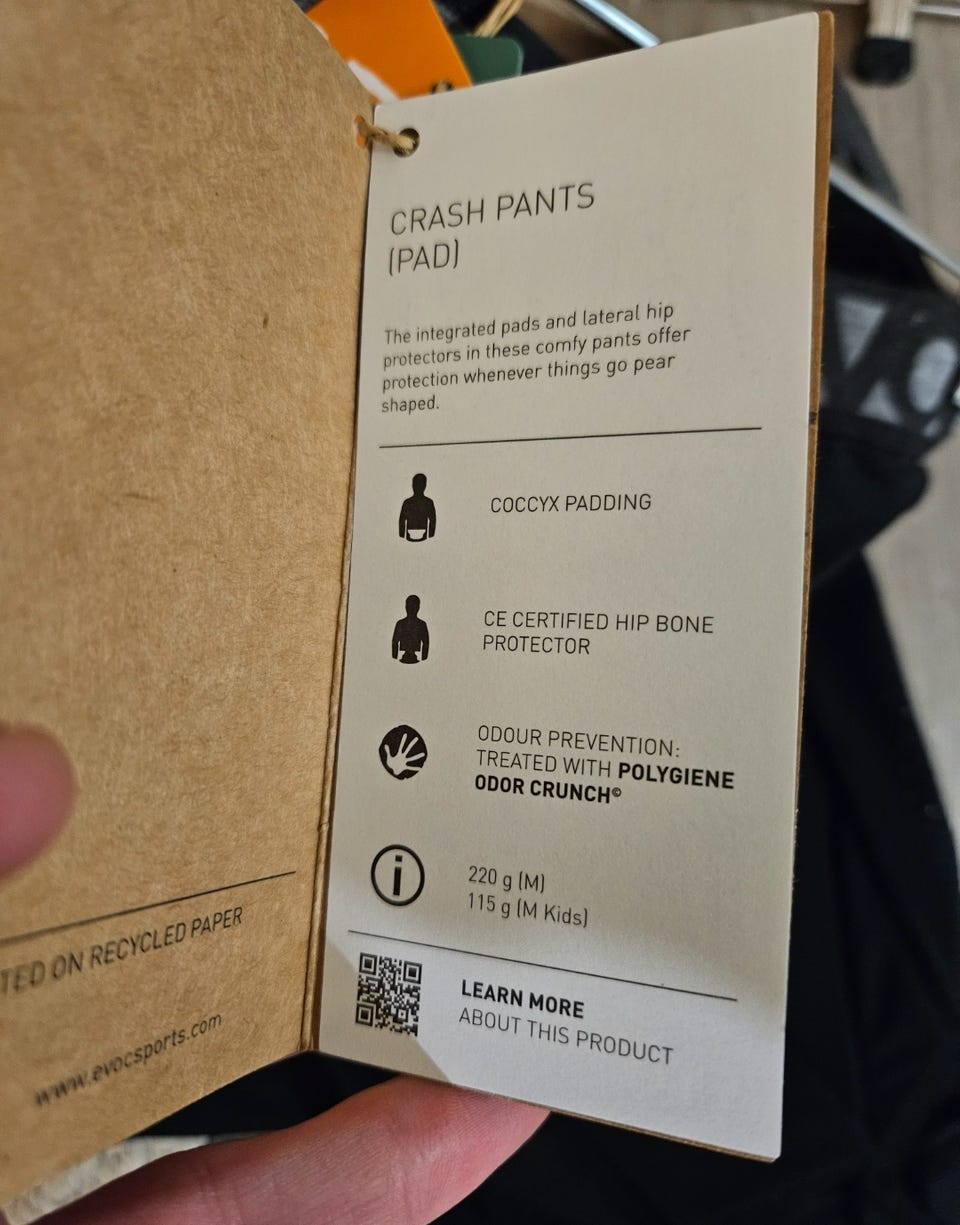 CRASH PANTS
(PAD)
The integrated pads and lateral hip
protectors in these comfy pants offer
protection whenever things go pear
shaped.
COCCYX PADDING
CE CERTIFIED HIP BONE
PROTECTOR
ODOUR PREVENTION:
TREATED WITH POLYGIENE
ODOR CRUNCH©
220 g (M)
115 g (M Kids)
LEARN MORE
ABOUT THIS PRODUCT
TED ON RECYCLED PAPER
www.evocsports.com